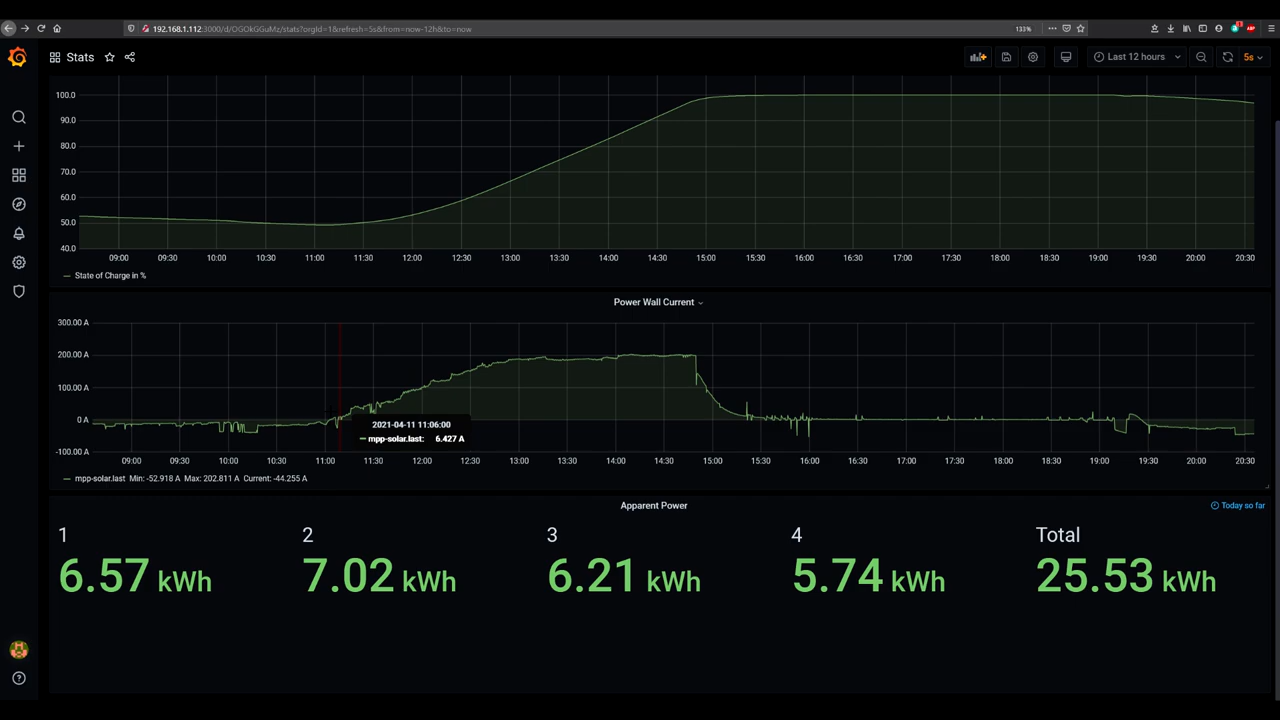 192.168.1.112:3000/d/OGOkGGuMz/stats?orgId=1&refresh=5s&from=now-12h&to=now
133%
Stats
Last 12 hours
5s
100.0
90.0
80.0
70.0
60.0
50.0
40.0
09:00 09:30 10:00 10:30 11:00 11:30 12:00 12:30 13:00 13:30 14:00 14:30 15:00 15:30 16:00 16:30 17:00 17:30 18:00 18:30 19:00 19:30 20:00 20:30
State of Charge in %
Power Wall Current
300.00 A
200.00 A
100.00 A
0 A
-100.00 A
2021-04-11 11:06:00
mpp-solar.last: 6.427 A
09:00 09:30 10:00 10:30 11:00 11:30 12:00 12:30 13:00 13:30 14:00 14:30 15:00 15:30 16:00 16:30 17:00 17:30 18:00 18:30 19:00 19:30 20:00 20:30
mpp-solar.last Min: -52.918 A Max: 202.811 A Current: -44.255 A
Apparent Power
Today so far
1 2 3 4 Total
6.57 kWh 7.02 kWh 6.21 kWh 5.74 kWh 25.53 kWh